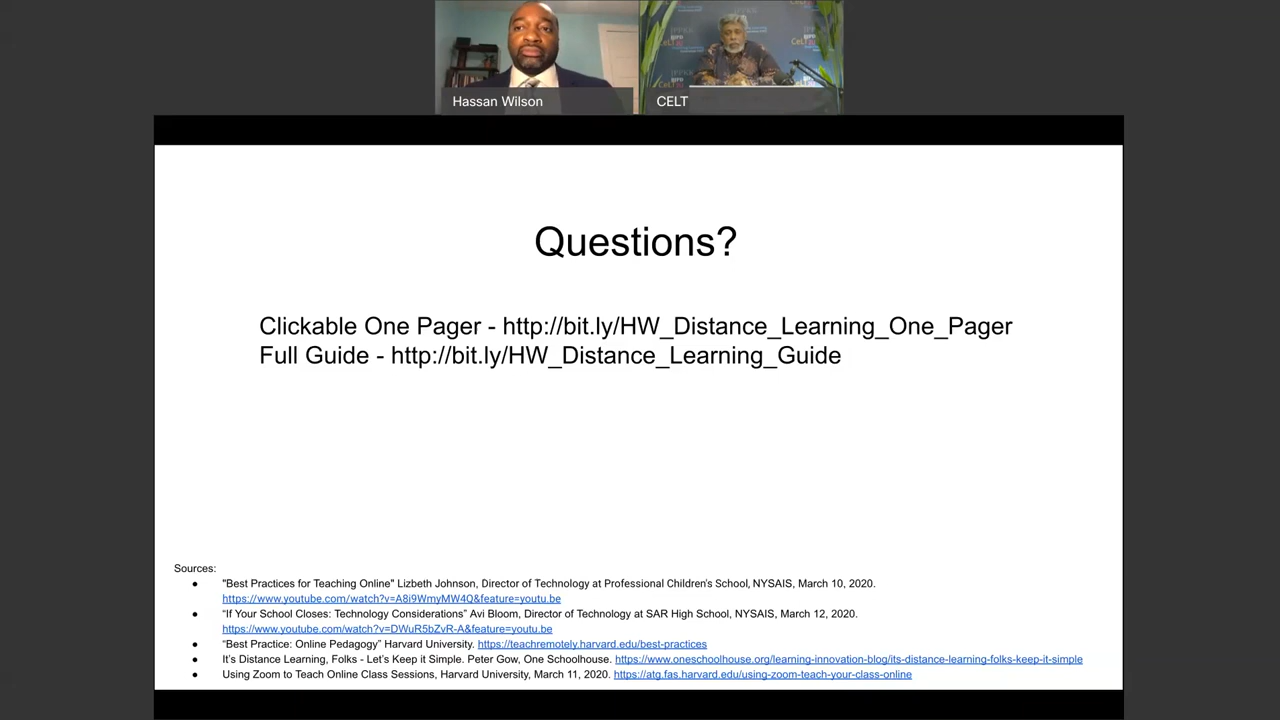 Hassan Wilson
CELT
Questions?
Clickable One Pager - http://bit.ly/HW_Distance_Learning_One_Pager
Full Guide - http://bit.ly/HW_Distance_Learning_Guide
Sources:
● "Best Practices for Teaching Online" Lizbeth Johnson, Director of Technology at Professional Children's School, NYSAIS, March 10, 2020.
https://www.youtube.com/watch?v=A8i9WmyMW4Q&feature=youtu.be
● “If Your School Closes: Technology Considerations” Avi Bloom, Director of Technology at SAR High School, NYSAIS, March 12, 2020.
https://www.youtube.com/watch?v=DWuR5bZvR-A&feature=youtu.be
● “Best Practice: Online Pedagogy” Harvard University. https://teachremotely.harvard.edu/best-practices
● It’s Distance Learning, Folks - Let’s Keep it Simple. Peter Gow, One Schoolhouse. https://www.oneschoolhouse.org/learning-innovation-blog/its-distance-learning-folks-keep-it-simple
● Using Zoom to Teach Online Class Sessions, Harvard University, March 11, 2020. https://atg.fas.harvard.edu/using-zoom-teach-your-class-online